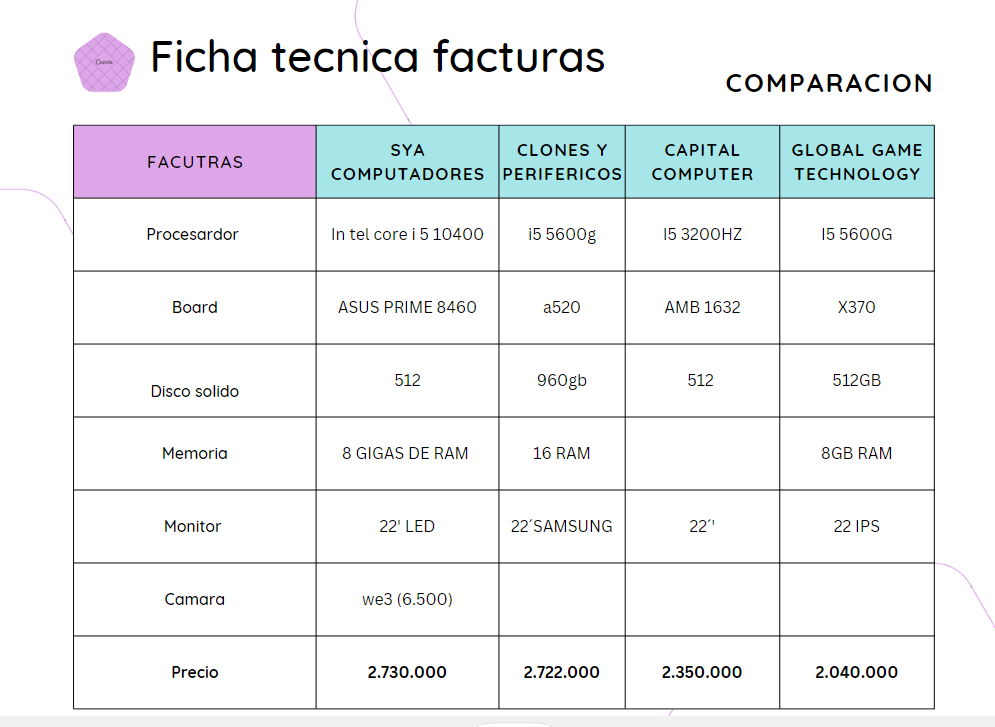 Canva
Ficha tecnica facturas
COMPARACION
FACUTRAS
SYA
COMPUTADORES
CLONES Y
PERIFERICOS
CAPITAL
COMPUTER
GLOBAL GAME
TECHNOLOGY
Procesardor
In tel core i 5 10400
i5 5600g
I5 3200HZ
I5 5600G
Board
ASUS PRIME 8460
a520
AMB 1632
X370
Disco solido
512
960gb
512
512GB
Memoria
8 GIGAS DE RAM
16 RAM
8GB RAM
Monitor
22' LED
22´SAMSUNG
22´'
22 IPS
Camara
we3 (6.500)
Precio
2.730.000
2.722.000
2.350.000
2.040.000